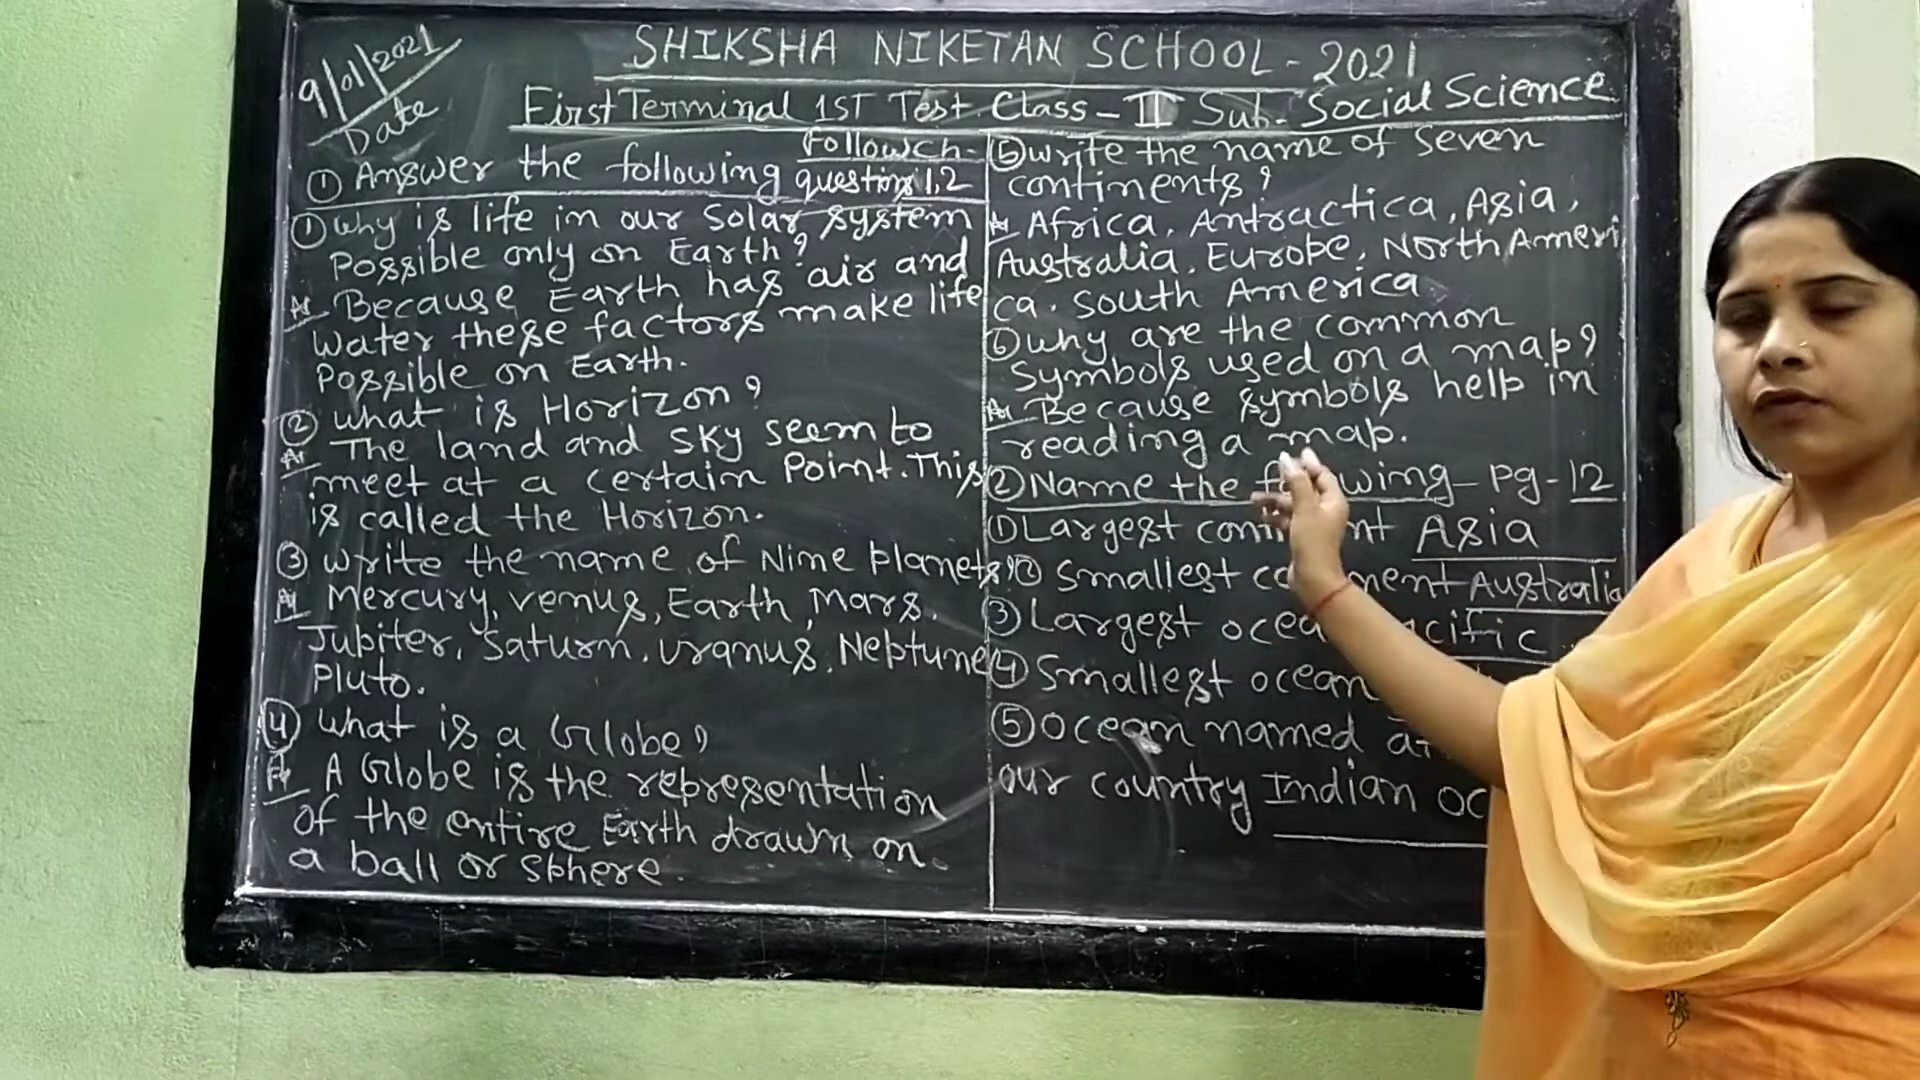 9/01/2021
Date
SHIKSHA NIKETAN SCHOOL - 2021
First Terminal 1ST Test Class - II Sub- Social Science
Follow ch-
① Answer the following questions 1,2
① Why is life in our Solar system
Possible only on Earth?
Because Earth has air and
Water these factors make life
Possible on Earth.
② What is Horizon?
The land and sky seem to
meet at a certain Point. This
is called the Horizon.
③ Write the name of Nine planets?
Mercury, Venus, Earth, Mars,
Jupiter, Saturn, Uranus, Neptune
Pluto.
④ What is a Globe?
A Globe is the representation
of the entire Earth drawn on
a ball or sphere.
⑤ Write the name of Seven
continents?
Africa, Antractica, Asia,
Australia, Europe, North Ameri
ca. South America.
⑥ Why are the common
Symbols used on a map?
Because symbols help in
reading a map.
② Name the following - Pg - 12
① Largest Asia
② Smallest Australia
③ Largest
④ Smallest ocean
⑤ Ocean named
our country Indian